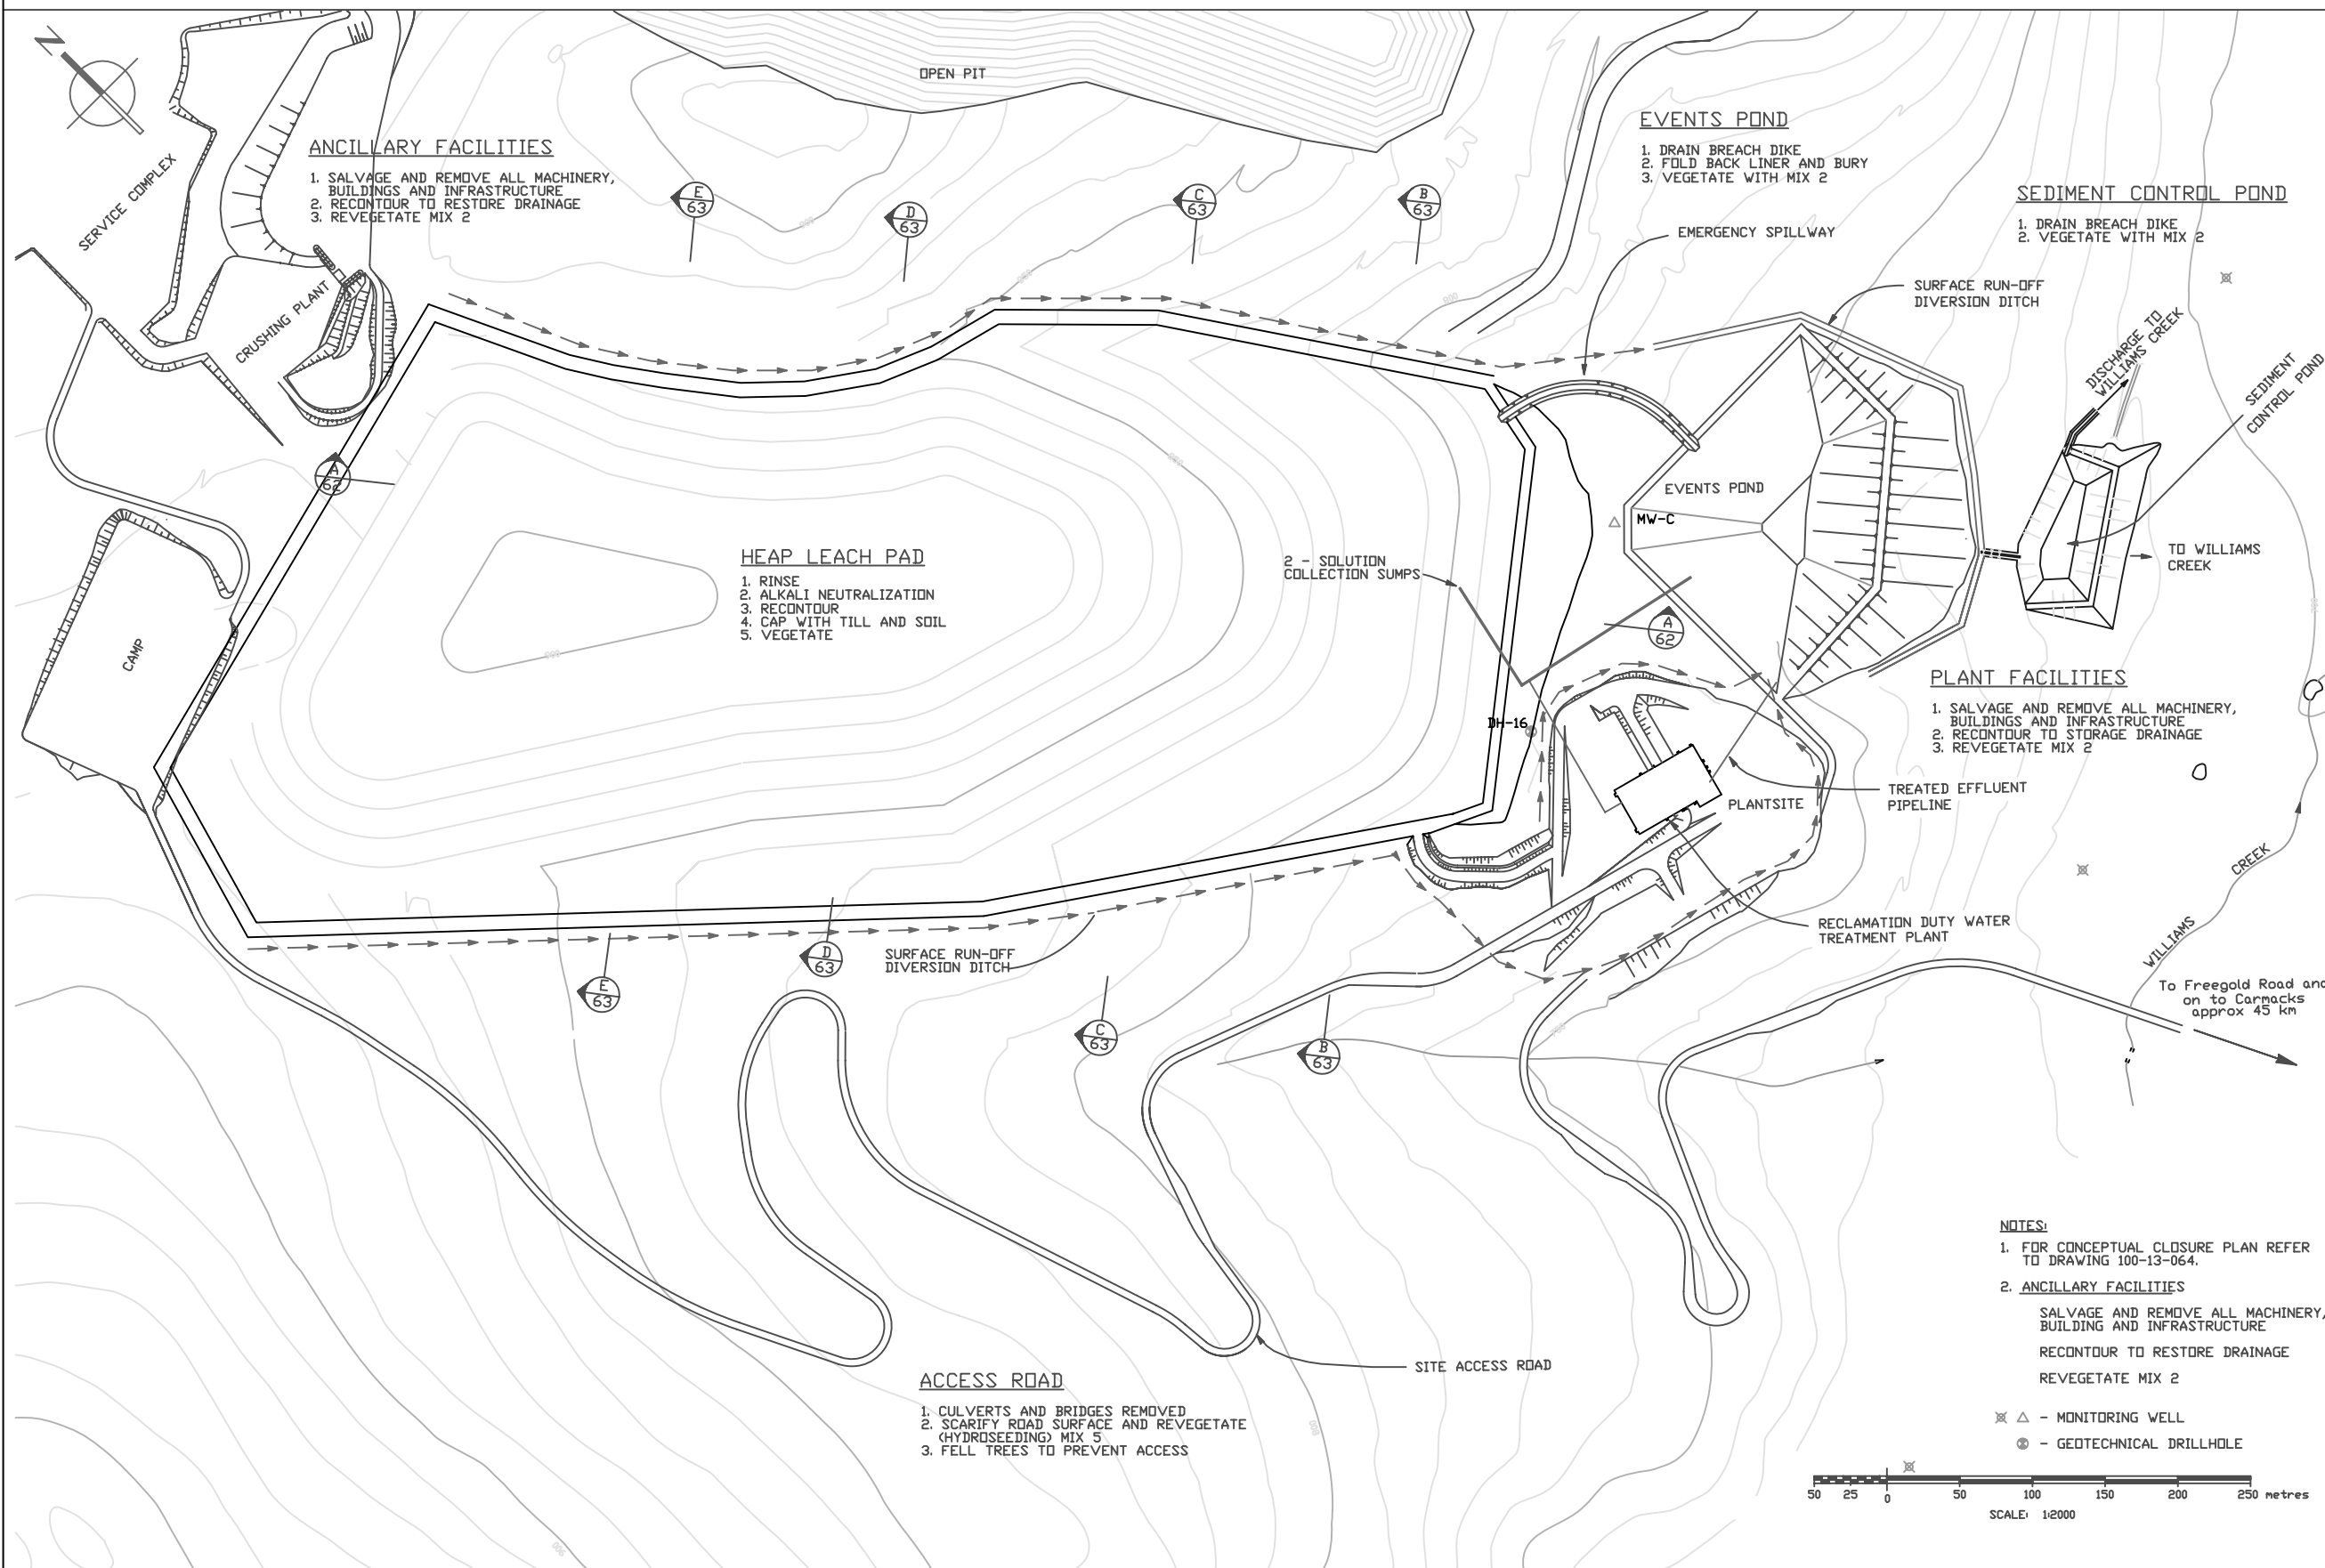 N
OPEN PIT
SERVICE COMPLEX
CRUSHING PLANT
CAMP
ANCILLARY FACILITIES
1. SALVAGE AND REMOVE ALL MACHINERY,
BUILDINGS AND INFRASTRUCTURE
2. RECONTOUR TO RESTORE DRAINAGE
3. REVEGETATE MIX 2
E
63
D
63
C
63
B
63
EVENTS POND
1. DRAIN BREACH DIKE
2. FOLD BACK LINER AND BURY
3. VEGETATE WITH MIX 2
EMERGENCY SPILLWAY
SEDIMENT CONTROL POND
1. DRAIN BREACH DIKE
2. VEGETATE WITH MIX 2
SURFACE RUN-OFF
DIVERSION DITCH
DISCHARGE TO
WILLIAMS CREEK
SEDIMENT
CONTROL POND
A
62
HEAP LEACH PAD
1. RINSE
2. ALKALI NEUTRALIZATION
3. RECONTOUR
4. CAP WITH TILL AND SOIL
5. VEGETATE
EVENTS POND
MW-C
2 - SOLUTION
COLLECTION SUMPS
TO WILLIAMS
CREEK
A
62
DH-16
PLANT FACILITIES
1. SALVAGE AND REMOVE ALL MACHINERY,
BUILDINGS AND INFRASTRUCTURE
2. RECONTOUR TO STORAGE DRAINAGE
3. REVEGETATE MIX 2
PLANTSITE
TREATED EFFLUENT
PIPELINE
RECLAMATION DUTY WATER
TREATMENT PLANT
WILLIAMS
CREEK
SURFACE RUN-OFF
DIVERSION DITCH
E
63
D
63
C
63
B
63
To Freegold Road and
on to Carmacks
approx 45 km
SITE ACCESS ROAD
ACCESS ROAD
1. CULVERTS AND BRIDGES REMOVED
2. SCARIFY ROAD SURFACE AND REVEGETATE
(HYDROSEEDING) MIX 5
3. FELL TREES TO PREVENT ACCESS
NOTES:
1. FOR CONCEPTUAL CLOSURE PLAN REFER
TO DRAWING 100-13-064.
2. ANCILLARY FACILITIES
SALVAGE AND REMOVE ALL MACHINERY,
BUILDING AND INFRASTRUCTURE
RECONTOUR TO RESTORE DRAINAGE
REVEGETATE MIX 2
- MONITORING WELL
- GEOTECHNICAL DRILLHOLE
50 25 0 50 100 150 200 250 metres
SCALE: 1:2000